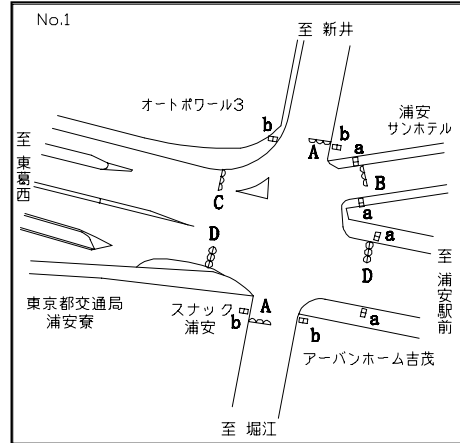 No.1
至 新井
オートポワール3
浦安
サンホテル
b
b
A
a
至 東葛西
B
C
a
D
a
D
至 浦安駅前
東京都交通局
浦安寮
スナック
浦安
A
b
b
a
アーバンホーム吉茂
至 堀江